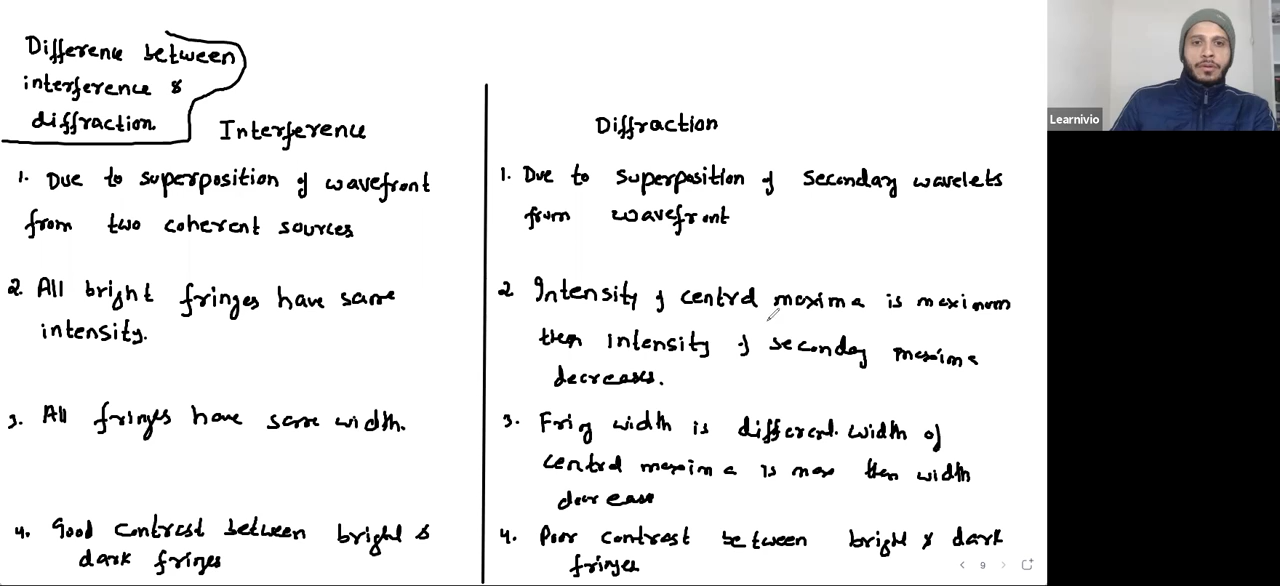 Difference between
interference &
diffraction.
Interference
1. Due to superposition of wavefront
from two coherent sources
2. All bright fringes have same
intensity.
3. All fringes have same width.
4. Good contrast between bright &
dark fringes
Diffraction
1. Due to superposition of secondary wavelets
from wavefront
2 Intensity of central maxima is maximum
then intensity of secondary maxima
decreases.
3. Fring width is different. width of
central maxima is max then width
decrease
4. Poor contrast between bright & dark
fringes
9
Learnivio